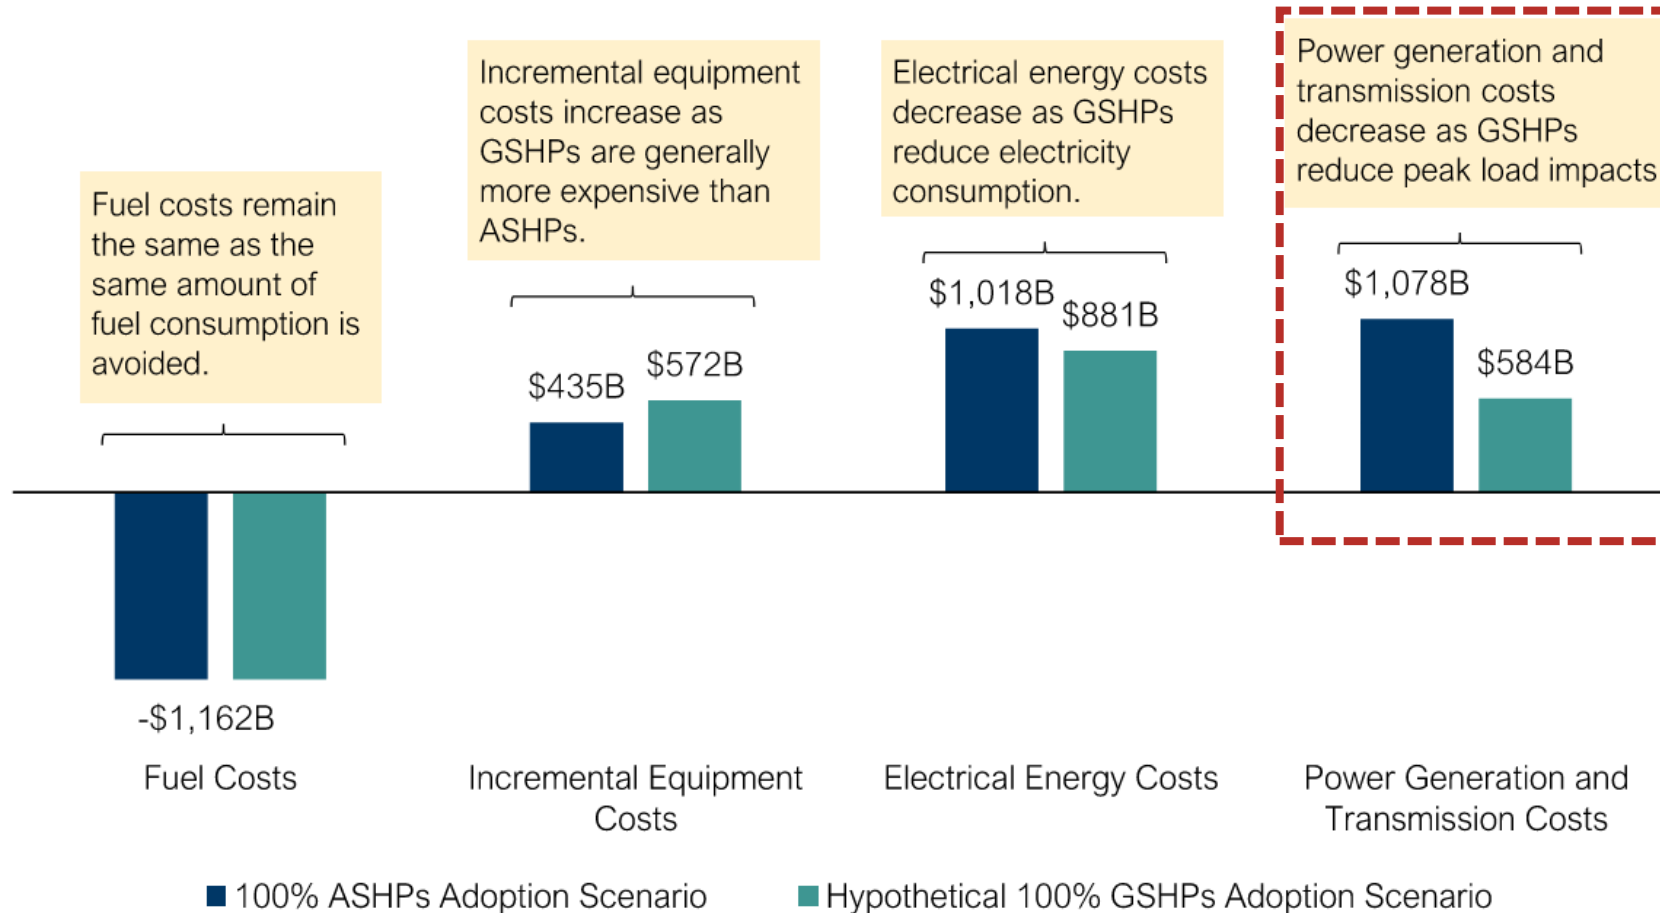 Fuel costs remain
the same as the
same amount of
fuel consumption is
avoided.
Incremental equipment
costs increase as
GSHPs are generally
more expensive than
ASHPs.
Electrical energy costs
decrease as GSHPs
reduce electricity
consumption.
Power generation and
transmission costs
decrease as GSHPs
reduce peak load impacts
$435B
$572B
$1,018B
$881B
$1,078B
$584B
-$1,162B
Fuel Costs
Incremental Equipment
Costs
Electrical Energy Costs
Power Generation and
Transmission Costs
100% ASHPs Adoption Scenario
Hypothetical 100% GSHPs Adoption Scenario